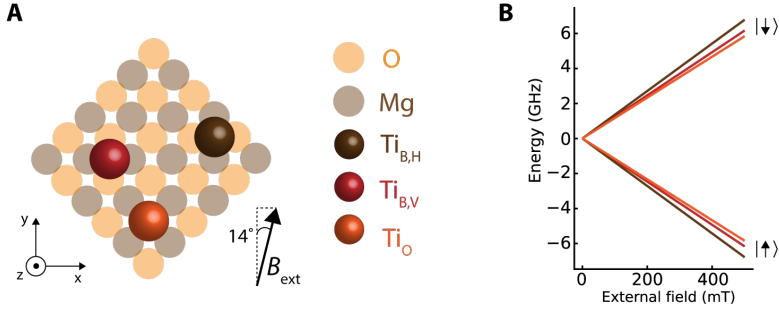 A
O
Mg
Ti_B,H
Ti_B,V
Ti_O
y
z
x
14°
B_ext
B
Energy (GHz)
6
4
2
0
−2
−4
−6
0
200
400
External field (mT)
|↓⟩
|↑⟩